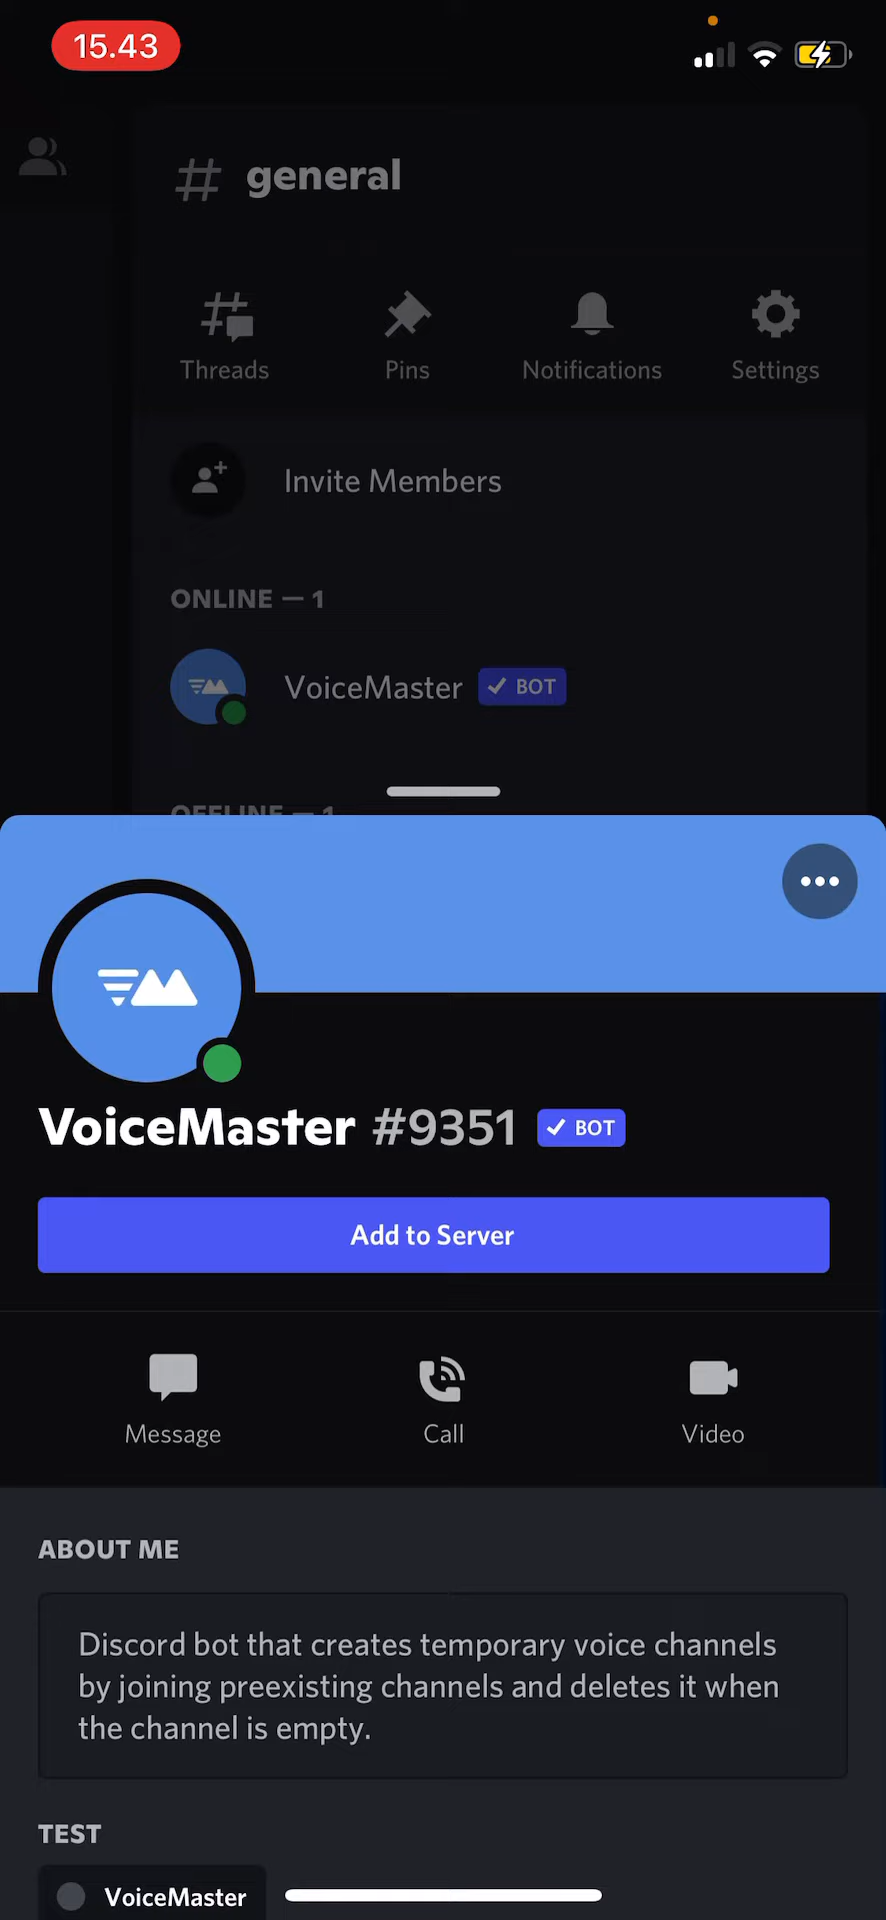 15.43
general
Threads Pins Notifications Settings
Invite Members
ONLINE — 1
VoiceMaster BOT
OFFLINE — 1
VoiceMaster #9351 BOT
Add to Server
Message Call Video
ABOUT ME
Discord bot that creates temporary voice channels
by joining preexisting channels and deletes it when
the channel is empty.
TEST
VoiceMaster